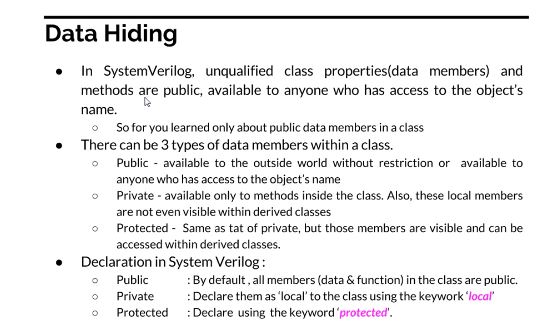 Data Hiding
● In SystemVerilog, unqualified class properties(data members) and
methods are public, available to anyone who has access to the object's
name.
○ So for you learned only about public data members in a class
● There can be 3 types of data members within a class.
○ Public - available to the outside world without restriction or available to
anyone who has access to the object's name
○ Private - available only to methods inside the class. Also, these local members
are not even visible within derived classes
○ Protected - Same as tat of private, but those members are visible and can be
accessed within derived classes.
● Declaration in System Verilog :
○ Public : By default , all members (data & function) in the class are public.
○ Private : Declare them as 'local' to the class using the keywork 'local'
○ Protected : Declare using the keyword 'protected'.